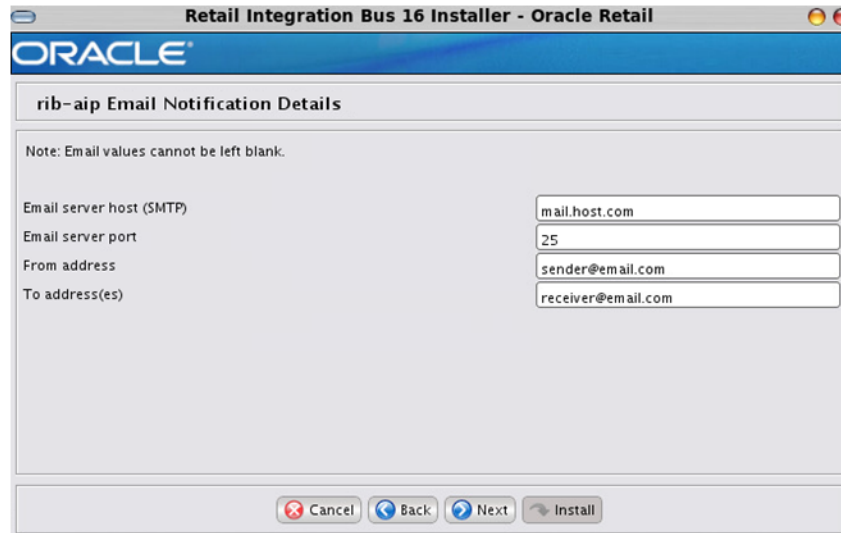 Retail Integration Bus 16 Installer - Oracle Retail
ORACLE
rib-aip Email Notification Details
Note: Email values cannot be left blank.
Email server host (SMTP) mail.host.com
Email server port 25
From address sender@email.com
To address(es) receiver@email.com
Cancel Back Next Install